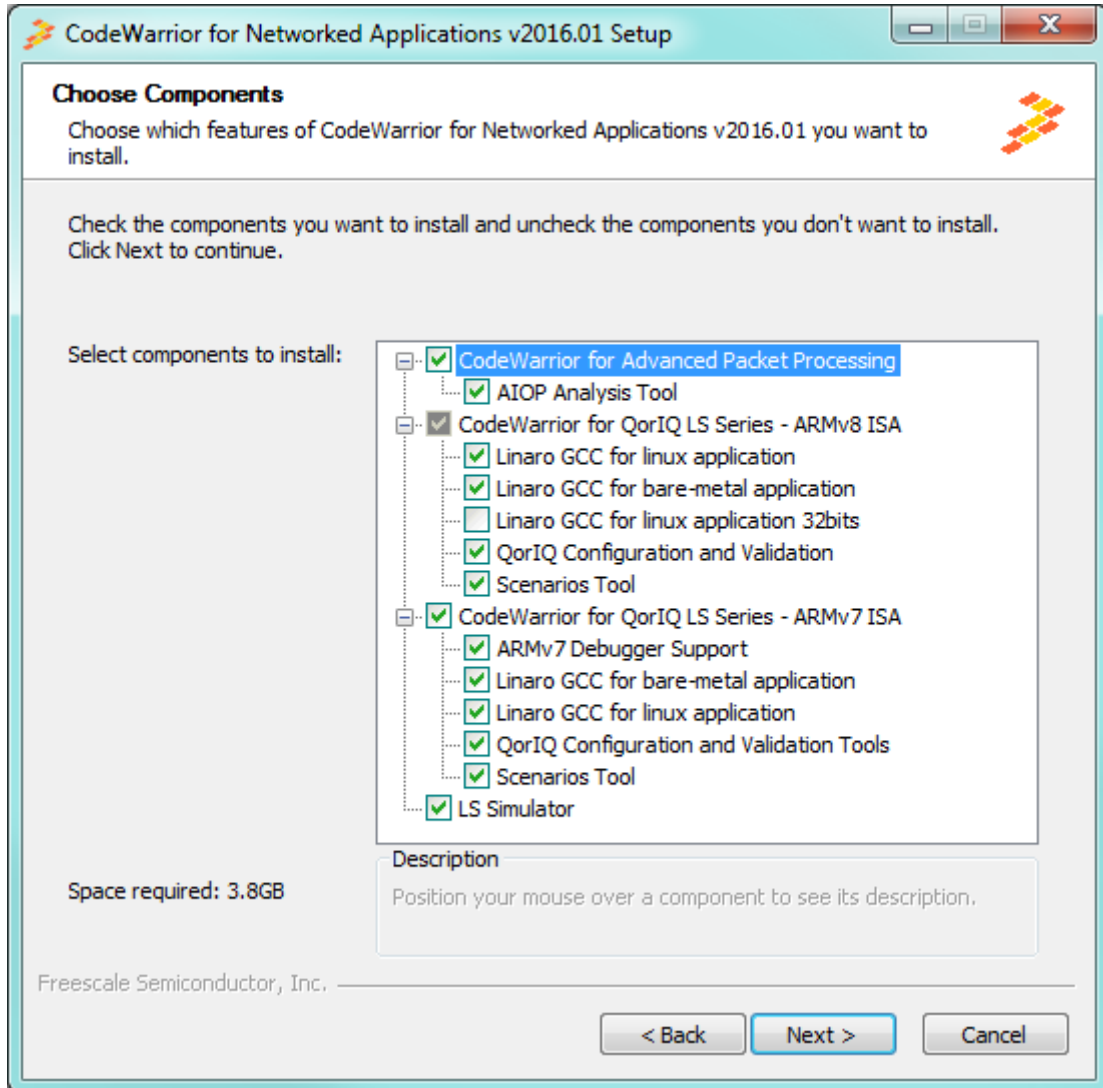 CodeWarrior for Networked Applications v2016.01 Setup
Choose Components
Choose which features of CodeWarrior for Networked Applications v2016.01 you want to
install.
Check the components you want to install and uncheck the components you don't want to install.
Click Next to continue.
Select components to install:
CodeWarrior for Advanced Packet Processing
AIOP Analysis Tool
CodeWarrior for QorIQ LS Series - ARMv8 ISA
Linaro GCC for linux application
Linaro GCC for bare-metal application
Linaro GCC for linux application 32bits
QorIQ Configuration and Validation
Scenarios Tool
CodeWarrior for QorIQ LS Series - ARMv7 ISA
ARMv7 Debugger Support
Linaro GCC for bare-metal application
Linaro GCC for linux application
QorIQ Configuration and Validation Tools
Scenarios Tool
LS Simulator
Space required: 3.8GB
Description
Position your mouse over a component to see its description.
Freescale Semiconductor, Inc.
< Back
Next >
Cancel